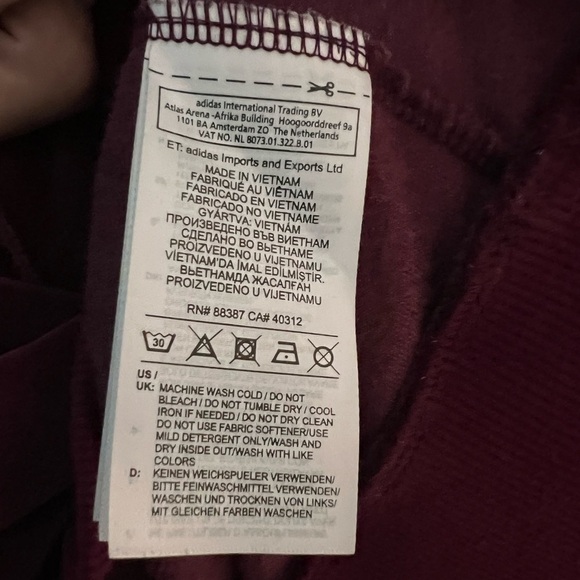 adidas International Trading BV
Atlas Arena -Afrika Building Hoogoorddreef 9a
1101 BA Amsterdam ZO The Netherlands
VAT NO. NL 8073.01.322.B.01
ET: adidas Imports and Exports Ltd
MADE IN VIETNAM
FABRIQUÉ AU VIÊTNAM
FABRICADO EN VIETNAM
FABRICADO NO VIETNAME
GYÁRTVA: VIETNÁM
ПРОИЗВЕДЕНО ВЪВ ВИЕТНАМ
СДЕЛАНО ВО ВЬЕТНАМЕ
PROIZVEDENO U VIJETNAMU
VİETNAM'DA İMAL EDİLMİŞTİR.
ВЬЕТНАМДА ЖАСАЛҒАН
PROIZVEDENO U VIJETNAMU
RN# 88387 CA# 40312
30
US /
UK: MACHINE WASH COLD / DO NOT
BLEACH / DO NOT TUMBLE DRY / COOL
IRON IF NEEDED / DO NOT DRY CLEAN
DO NOT USE FABRIC SOFTENER/USE
MILD DETERGENT ONLY/WASH AND
DRY INSIDE OUT/WASH WITH LIKE
COLORS
D: KEINEN WEICHSPUELER VERWENDEN/
BITTE FEINWASCHMITTEL VERWENDEN/
WASCHEN UND TROCKNEN VON LINKS/
MIT GLEICHEN FARBEN WASCHEN